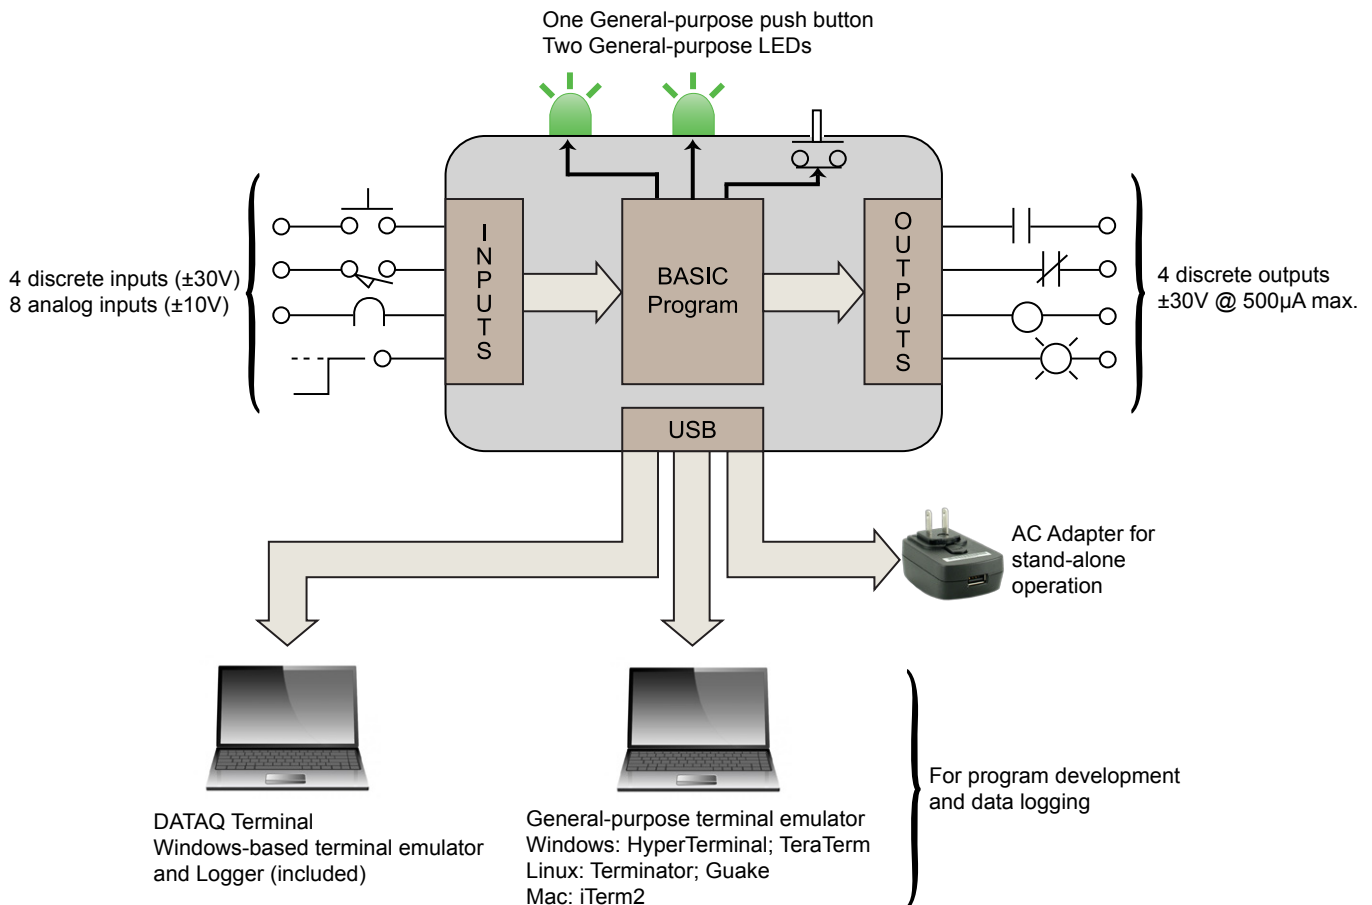 One General-purpose push button
Two General-purpose LEDs
4 discrete inputs (±30V)
8 analog inputs (±10V)
INPUTS
BASIC
Program
OUTPUTS
4 discrete outputs
±30V @ 500µA max.
USB
AC Adapter for
stand-alone
operation
DATAQ Terminal
Windows-based terminal emulator
and Logger (included)
General-purpose terminal emulator
Windows: HyperTerminal; TeraTerm
Linux: Terminator; Guake
Mac: iTerm2
For program development
and data logging